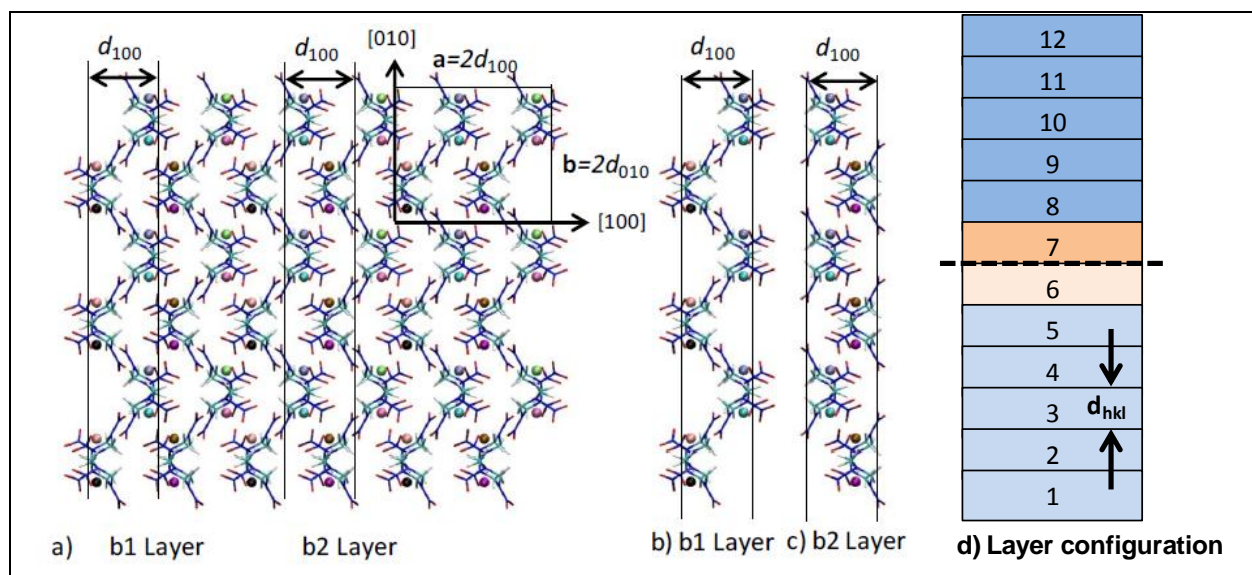 d100
d100
[010]
a=2d100
b=2d010
[100]
a) b1 Layer b2 Layer
d100
d100
b) b1 Layer c) b2 Layer
12
11
10
9
8
7
6
5
4
3
2
1
dhkl
d) Layer configuration